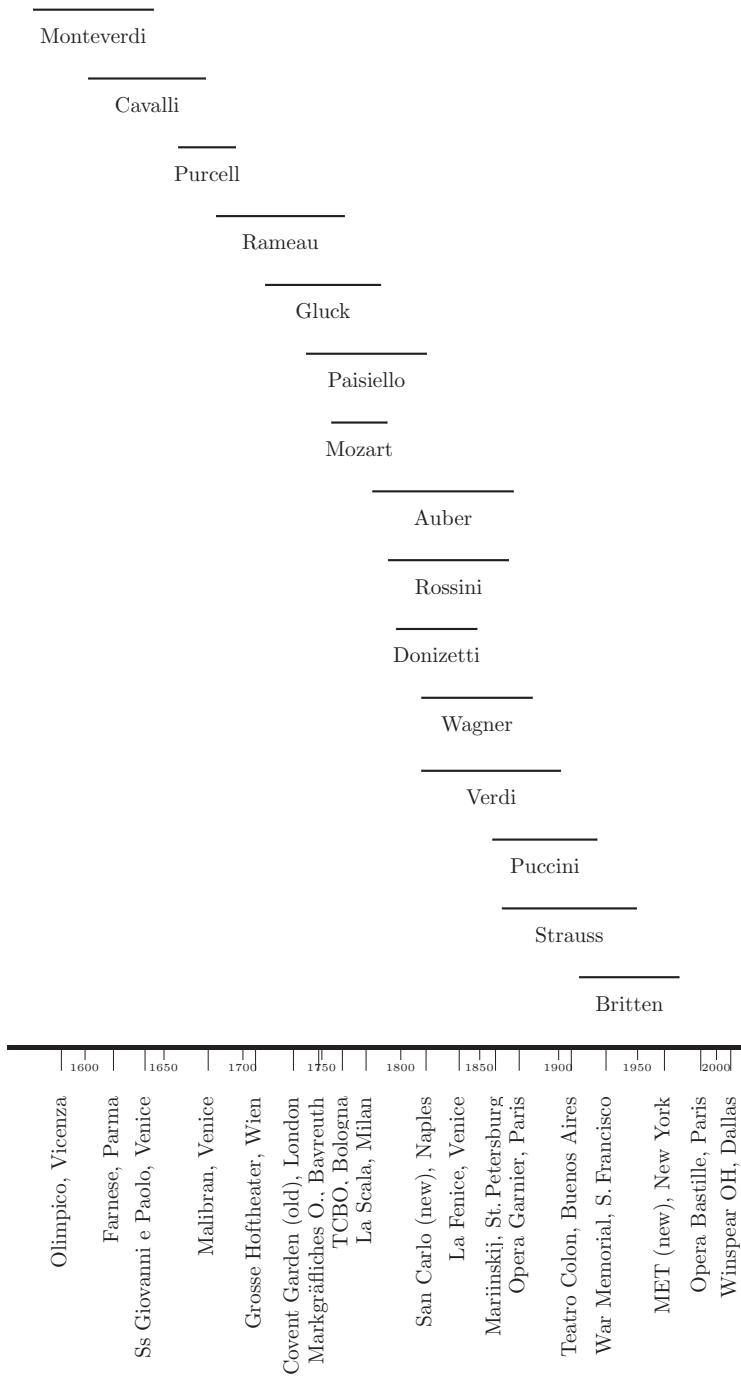 Monteverdi
Cavalli
Purcell
Rameau
Gluck
Paisiello
Mozart
Auber
Rossini
Donizetti
Wagner
Verdi
Puccini
Strauss
Britten
1600
1650
1700
1750
1800
1850
1900
1950
2000
Olimpico, Vicenza
Farnese, Parma
Ss Giovanni e Paolo, Venice
Malibran, Venice
Grosse Hoftheater, Wien
Covent Garden (old), London
Markgräfliches O., Bayreuth
TCBO, Bologna
La Scala, Milan
San Carlo (new), Naples
La Fenice, Venice
Mariinskij, St. Petersburg
Opera Garnier, Paris
Teatro Colon, Buenos Aires
War Memorial, S. Francisco
MET (new), New York
Opera Bastille, Paris
Winspear OH, Dallas